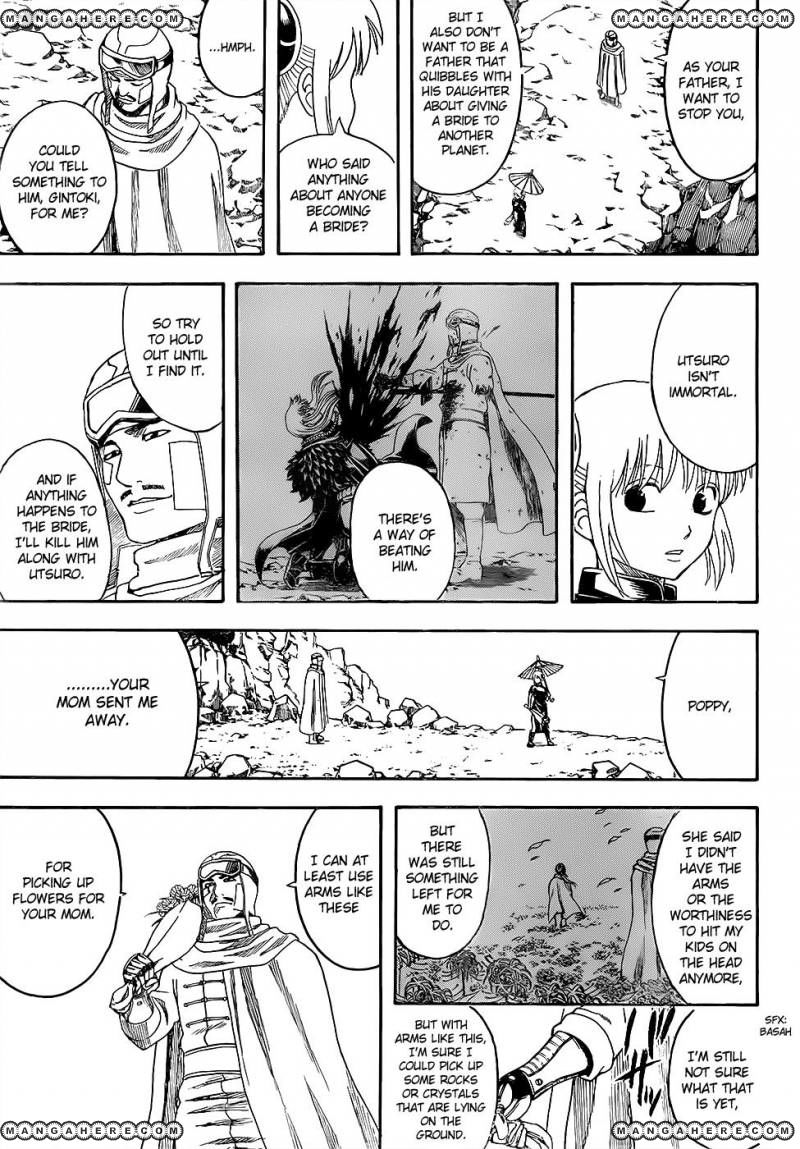 MANGAHERE.COM
MANGAHERE.COM
AS YOUR
FATHER, I
WANT TO
STOP YOU,
BUT I
ALSO DON'T
WANT TO BE A
FATHER THAT
QUIBBLES WITH
HIS DAUGHTER
ABOUT GIVING
A BRIDE TO
ANOTHER
PLANET.
WHO SAID
ANYTHING
ABOUT ANYONE
BECOMING
A BRIDE?
...HMPH.
COULD
YOU TELL
SOMETHING TO
HIM, GINTOKI,
FOR ME?
UTSURO
ISN'T
IMMORTAL.
THERE'S
A WAY OF
BEATING
HIM.
SO TRY
TO HOLD
OUT UNTIL
I FIND IT.
AND IF
ANYTHING
HAPPENS TO
THE BRIDE,
I'LL KILL HIM
ALONG WITH
UTSURO.
POPPY,
.........YOUR
MOM SENT ME
AWAY.
SHE SAID
I DIDN'T
HAVE THE
ARMS
OR THE
WORTHINESS
TO HIT MY
KIDS ON
THE HEAD
ANYMORE,
BUT
THERE
WAS STILL
SOMETHING
LEFT FOR
ME TO
DO.
SFX:
BASAH
I'M STILL
NOT SURE
WHAT THAT
IS YET,
BUT WITH
ARMS LIKE THIS,
I'M SURE I
COULD PICK UP
SOME ROCKS
OR CRYSTALS
THAT ARE LYING
ON THE
GROUND.
I CAN AT
LEAST USE
ARMS LIKE
THESE
FOR
PICKING UP
FLOWERS FOR
YOUR MOM.
MANGAHERE.COM
MANGAHERE.COM